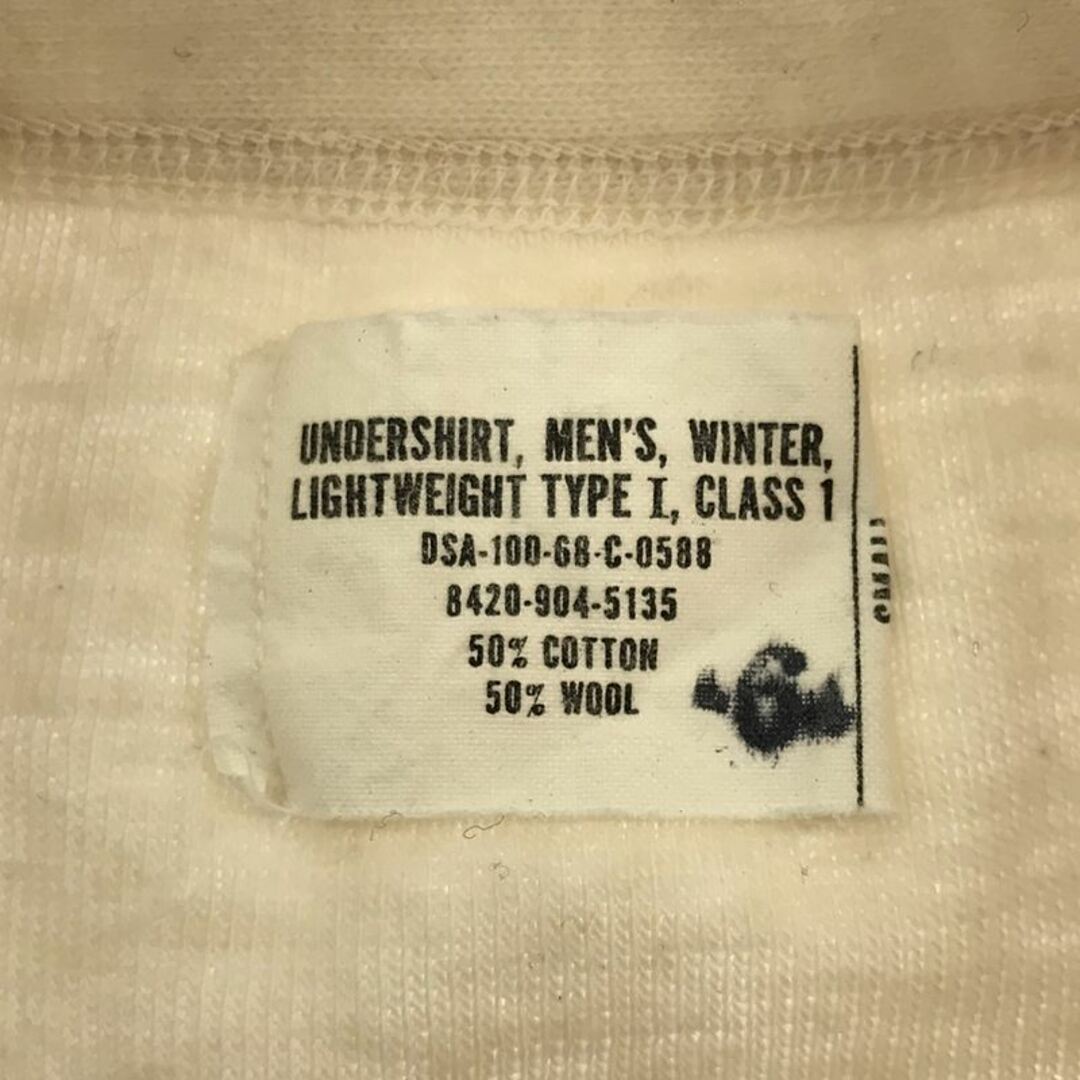 UNDERSHIRT, MEN'S, WINTER,
LIGHTWEIGHT TYPE I, CLASS 1
DSA-100-68-C-0588
8420-904-5135
50% COTTON
50% WOOL